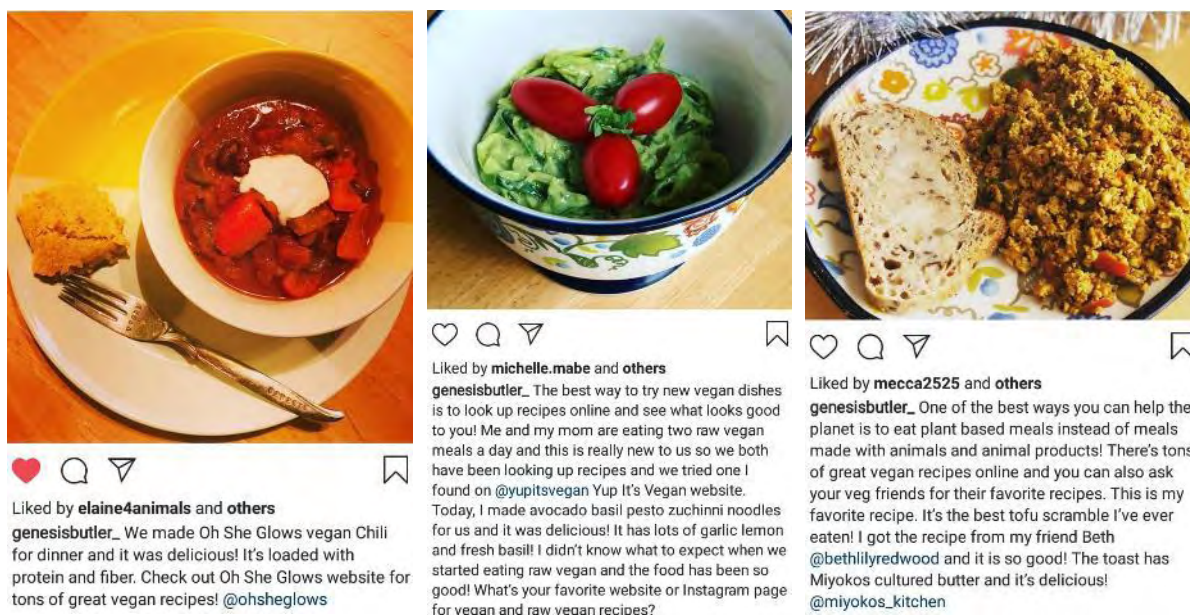 Liked by elaine4animals and others
genesisbutler_ We made Oh She Glows vegan Chili
for dinner and it was delicious! It's loaded with
protein and fiber. Check out Oh She Glows website for
tons of great vegan recipes! @ohsheglows
Liked by michelle.mabe and others
genesisbutler_ The best way to try new vegan dishes
is to look up recipes online and see what looks good
to you! Me and my mom are eating two raw vegan
meals a day and this is really new to us so we both
have been looking up recipes and we tried one I
found on @yupitsvegan Yup It's Vegan website.
Today, I made avocado basil pesto zuchinni noodles
for us and it was delicious! It has lots of garlic lemon
and fresh basil! I didn't know what to expect when we
started eating raw vegan and the food has been so
good! What's your favorite website or Instagram page
for vegan and raw vegan recipes?
Liked by mecca2525 and others
genesisbutler_ One of the best ways you can help the
planet is to eat plant based meals instead of meals
made with animals and animal products! There's tons
of great vegan recipes online and you can also ask
your veg friends for their favorite recipes. This is my
favorite recipe. It's the best tofu scramble I've ever
eaten! I got the recipe from my friend Beth
@bethlilyredwood and it is so good! The toast has
Miyokos cultured butter and it's delicious!
@miyokos_kitchen